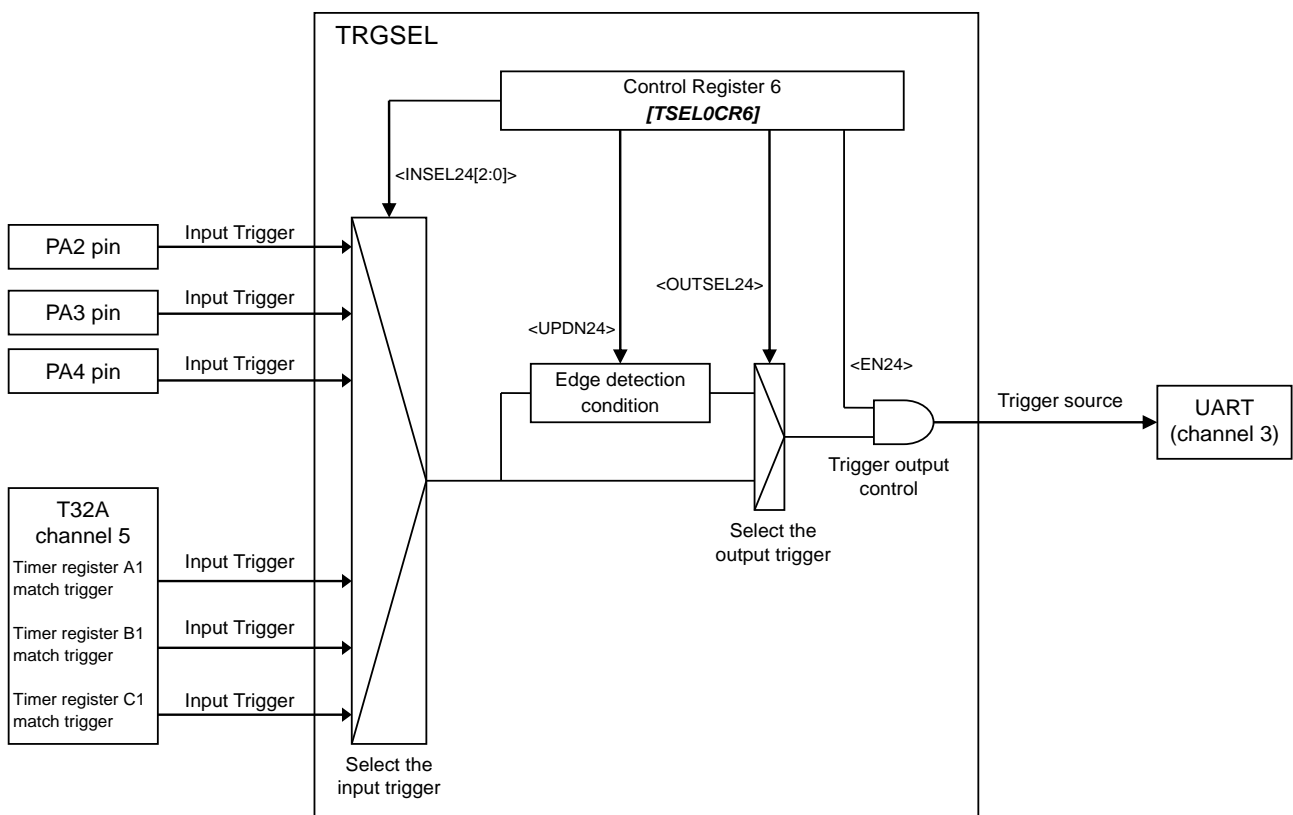 TRGSEL
Control Register 6
[TSEL0CR6]
<INSEL24[2:0]>
PA2 pin
Input Trigger
PA3 pin
Input Trigger
PA4 pin
Input Trigger
<OUTSEL24>
<UPDN24>
<EN24>
Edge detection
condition
Trigger source
UART
(channel 3)
Trigger output
control
Select the
output trigger
T32A
channel 5
Timer register A1
match trigger
Input Trigger
Timer register B1
match trigger
Input Trigger
Timer register C1
match trigger
Input Trigger
Select the
input trigger